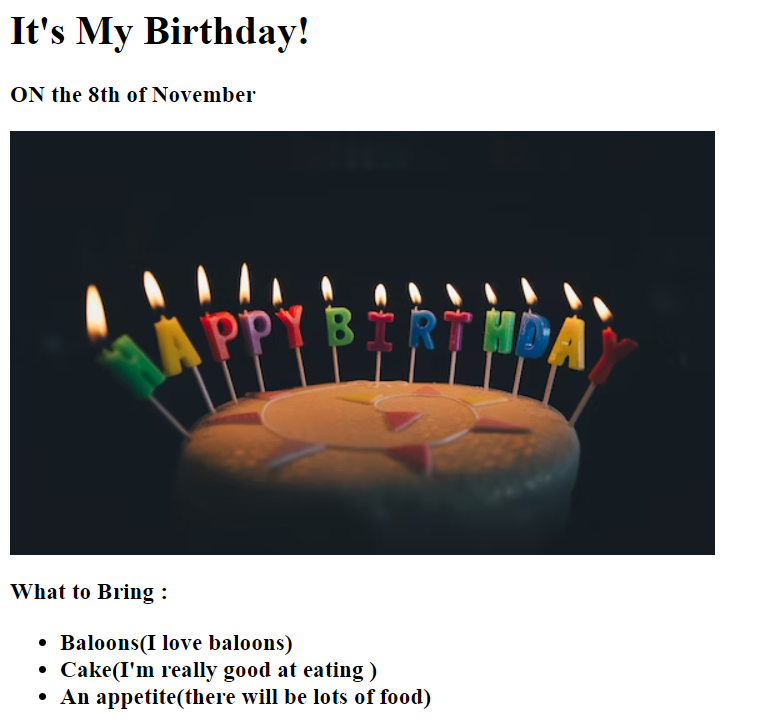 It's My Birthday!
ON the 8th of November
HAPPY BIRTHDAY
What to Bring :
Baloons(I love baloons)
Cake(I'm really good at eating )
An appetite(there will be lots of food)